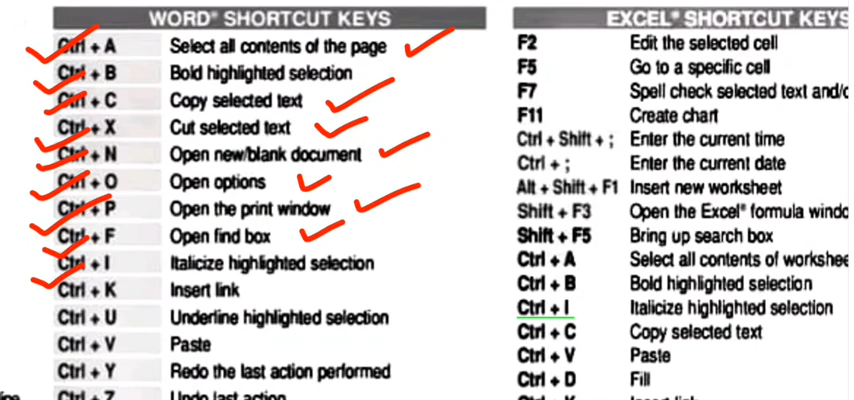 WORD® SHORTCUT KEYS
Ctrl + A Select all contents of the page
Ctrl + B Bold highlighted selection
Ctrl + C Copy selected text
Ctrl + X Cut selected text
Ctrl + N Open new/blank document
Ctrl + O Open options
Ctrl + P Open the print window
Ctrl + F Open find box
Ctrl + I Italicize highlighted selection
Ctrl + K Insert link
Ctrl + U Underline highlighted selection
Ctrl + V Paste
Ctrl + Y Redo the last action performed
Ctrl + Z Undo last action
EXCEL® SHORTCUT KEYS
F2 Edit the selected cell
F5 Go to a specific cell
F7 Spell check selected text and/
F11 Create chart
Ctrl + Shift + ; Enter the current time
Ctrl + ; Enter the current date
Alt + Shift + F1 Insert new worksheet
Shift + F3 Open the Excel® formula
Shift + F5 Bring up search box
Ctrl + A Select all contents of
Ctrl + B Bold highlighted selection
Ctrl + I Italicize highlighted selection
Ctrl + C Copy selected text
Ctrl + V Paste
Ctrl + D Fill
Ctrl + K Insert link